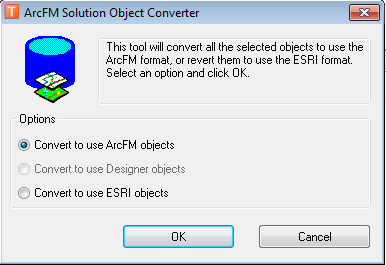 ArcFM Solution Object Converter
This tool will convert all the selected objects to use the
ArcFM format, or revert them to use the ESRI format.
Select an option and click OK.
Options
Convert to use ArcFM objects
Convert to use Designer objects
Convert to use ESRI objects
OK
Cancel